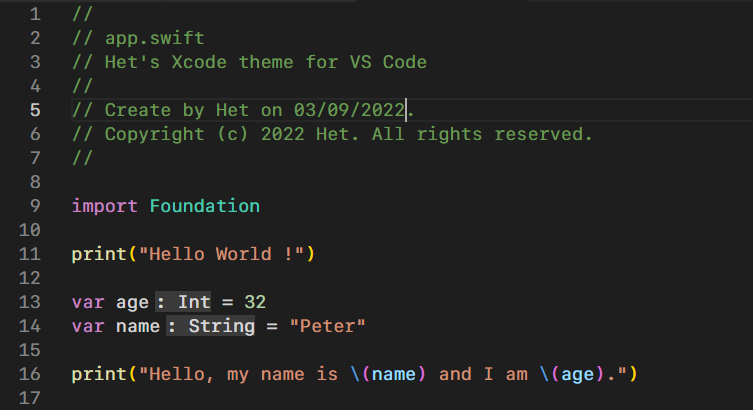 1 //
2 // app.swift
3 // Het's Xcode theme for VS Code
4 //
5 // Create by Het on 03/09/2022.
6 // Copyright (c) 2022 Het. All rights reserved.
7 //
8
9 import Foundation
10
11 print("Hello World !")
12
13 var age: Int = 32
14 var name: String = "Peter"
15
16 print("Hello, my name is \(name) and I am \(age).")
17